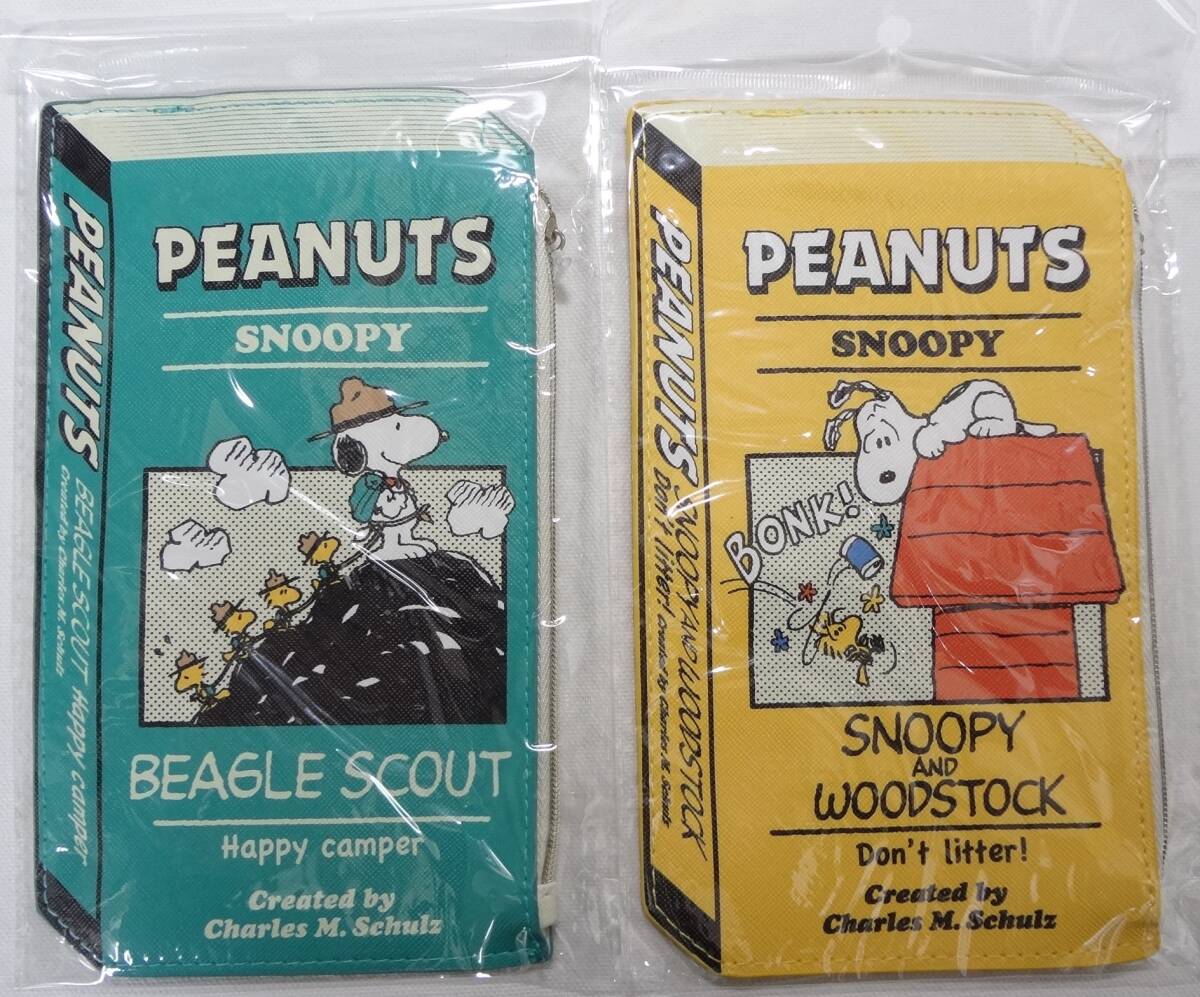 PEANUTS
SNOOPY
BEAGLE SCOUT
Happy camper
Created by
Charles M. Schulz
PEANUTS BEAGLE SCOUT Happy camper
Created by Charles M. Schulz
PEANUTS
SNOOPY
BONK!
SNOOPY
AND
WOODSTOCK
Don't litter!
Created by
Charles M. Schulz
PEANUTS SNOOPY AND WOODSTOCK
Don't litter! Created by Charles M. Schulz